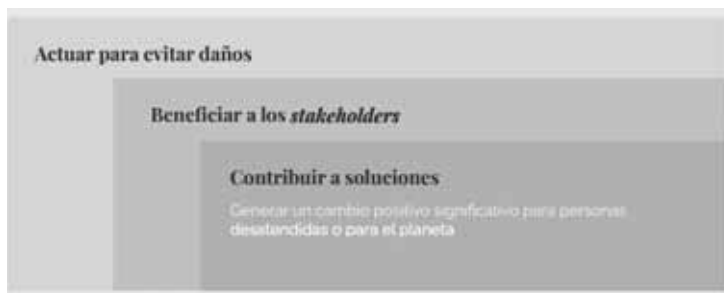 Actuar para evitar daños
Beneficiar a los stakeholders
Contribuir a soluciones
Generar un cambio positivo significativo para personas
desatendidas o para el planeta